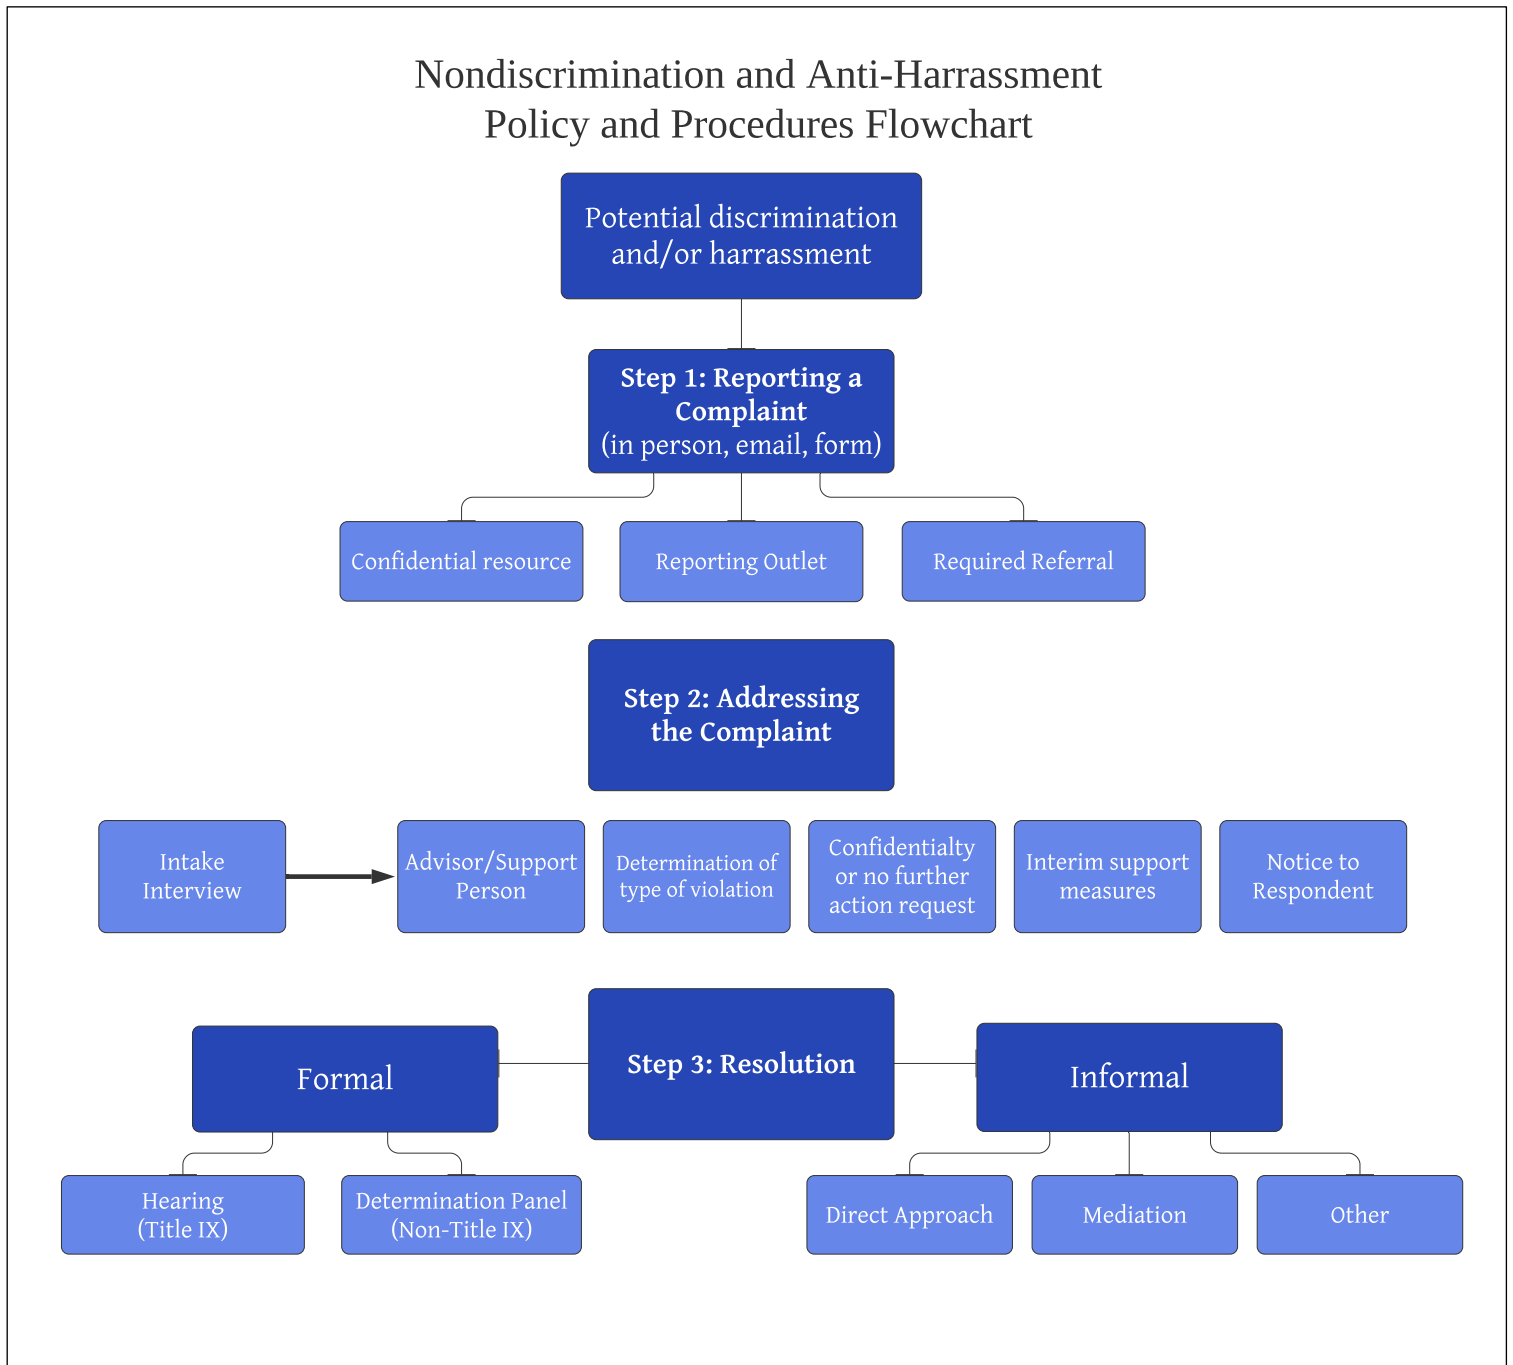 Nondiscrimination and Anti-Harrassment
Policy and Procedures Flowchart
Potential discrimination
and/or harrassment
Step 1: Reporting a
Complaint
(in person, email, form)
Confidential resource
Reporting Outlet
Required Referral
Step 2: Addressing
the Complaint
Intake
Interview
Advisor/Support
Person
Determination of
type of violation
Confidentialty
or no further
action request
Interim support
measures
Notice to
Respondent
Step 3: Resolution
Formal
Informal
Hearing
(Title IX)
Determination Panel
(Non-Title IX)
Direct Approach
Mediation
Other